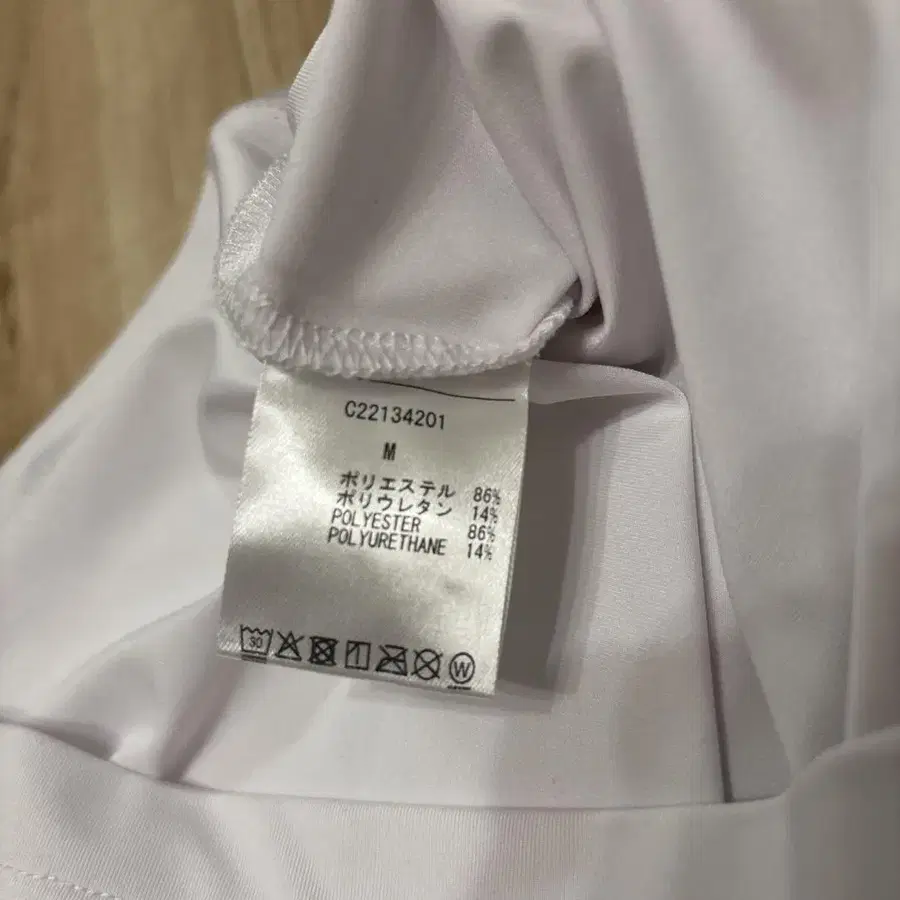 C22134201
M
ポリエステル 86%
ポリウレタン 14%
POLYESTER 86%
POLYURETHANE 14%
30
W